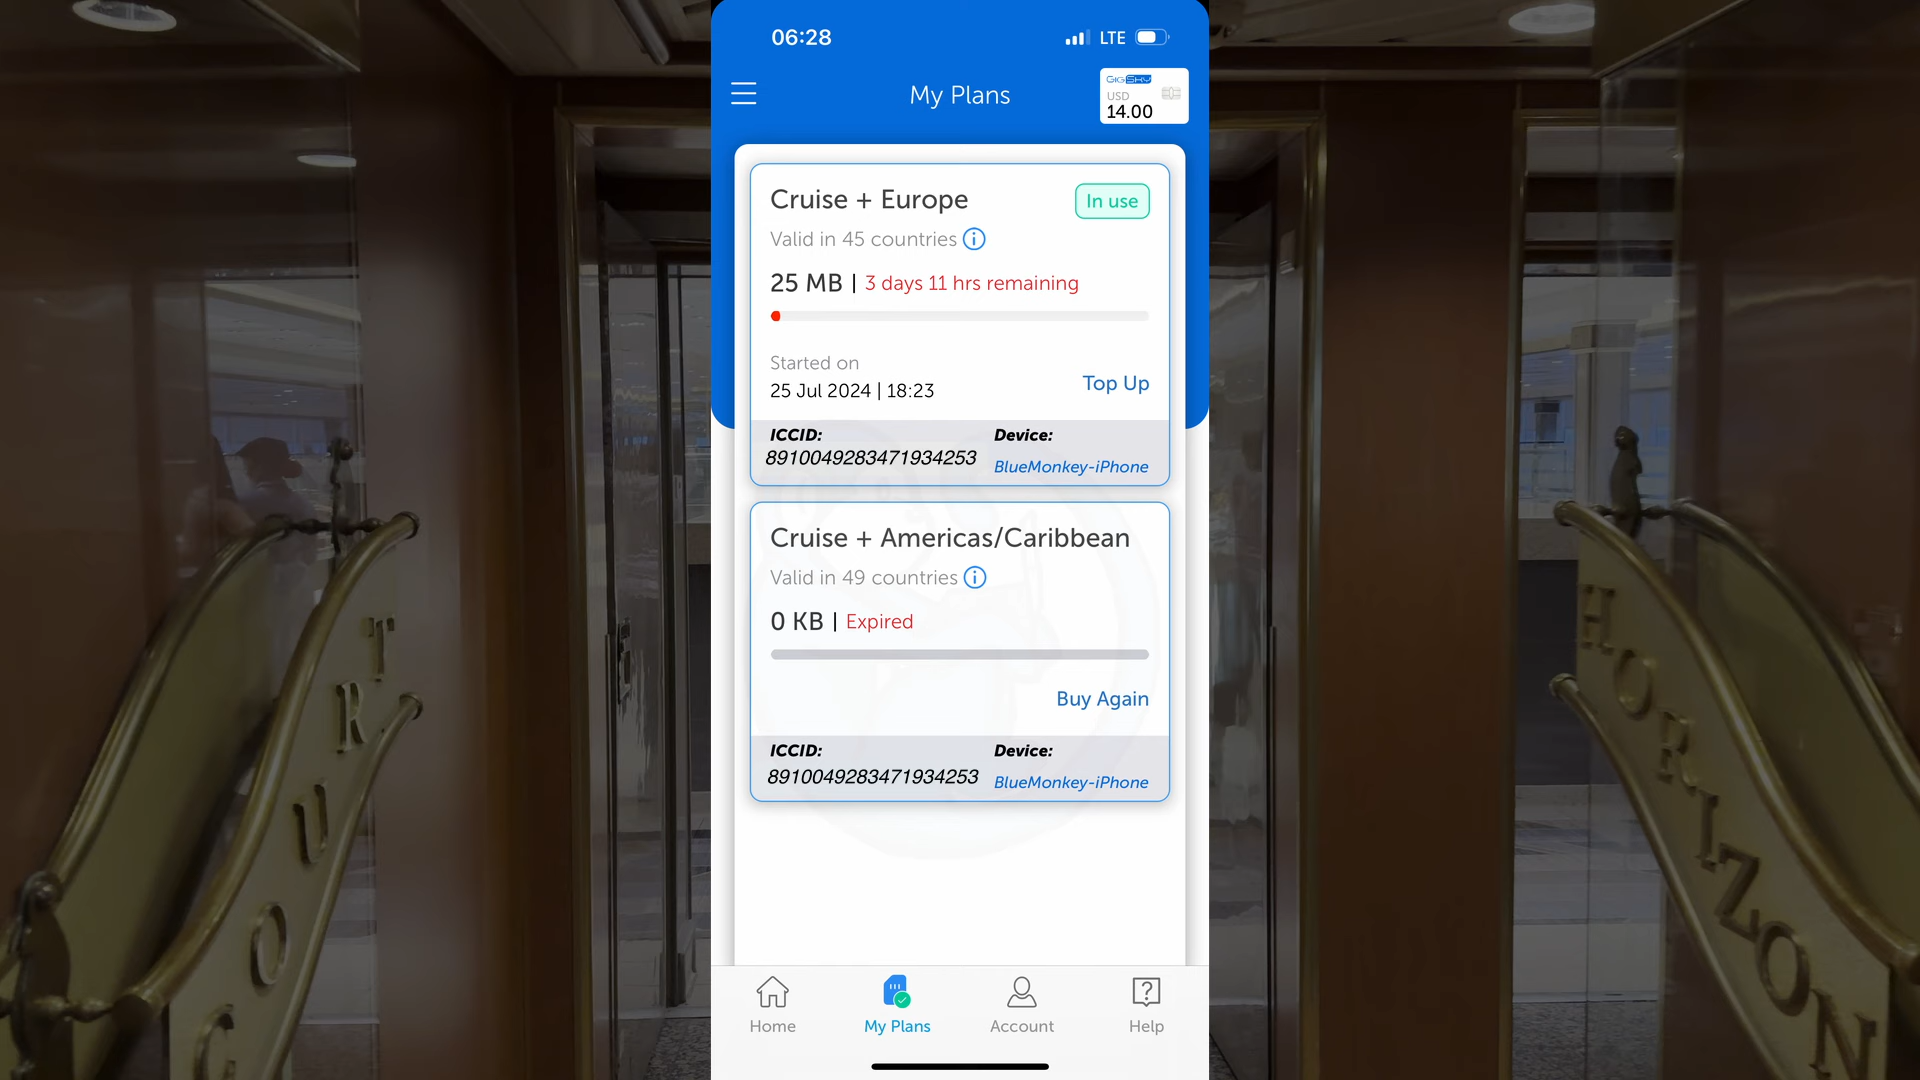 06:28
LTE
My Plans
GIGSKY
USD
14.00
Cruise + Europe
In use
Valid in 45 countries
25 MB | 3 days 11 hrs remaining
Started on
25 Jul 2024 | 18:23
Top Up
ICCID:
Device:
8910049283471934253
BlueMonkey-iPhone
Cruise + Americas/Caribbean
Valid in 49 countries
0 KB | Expired
Buy Again
ICCID:
Device:
8910049283471934253
BlueMonkey-iPhone
Home
My Plans
Account
Help
COURT
HORIZON